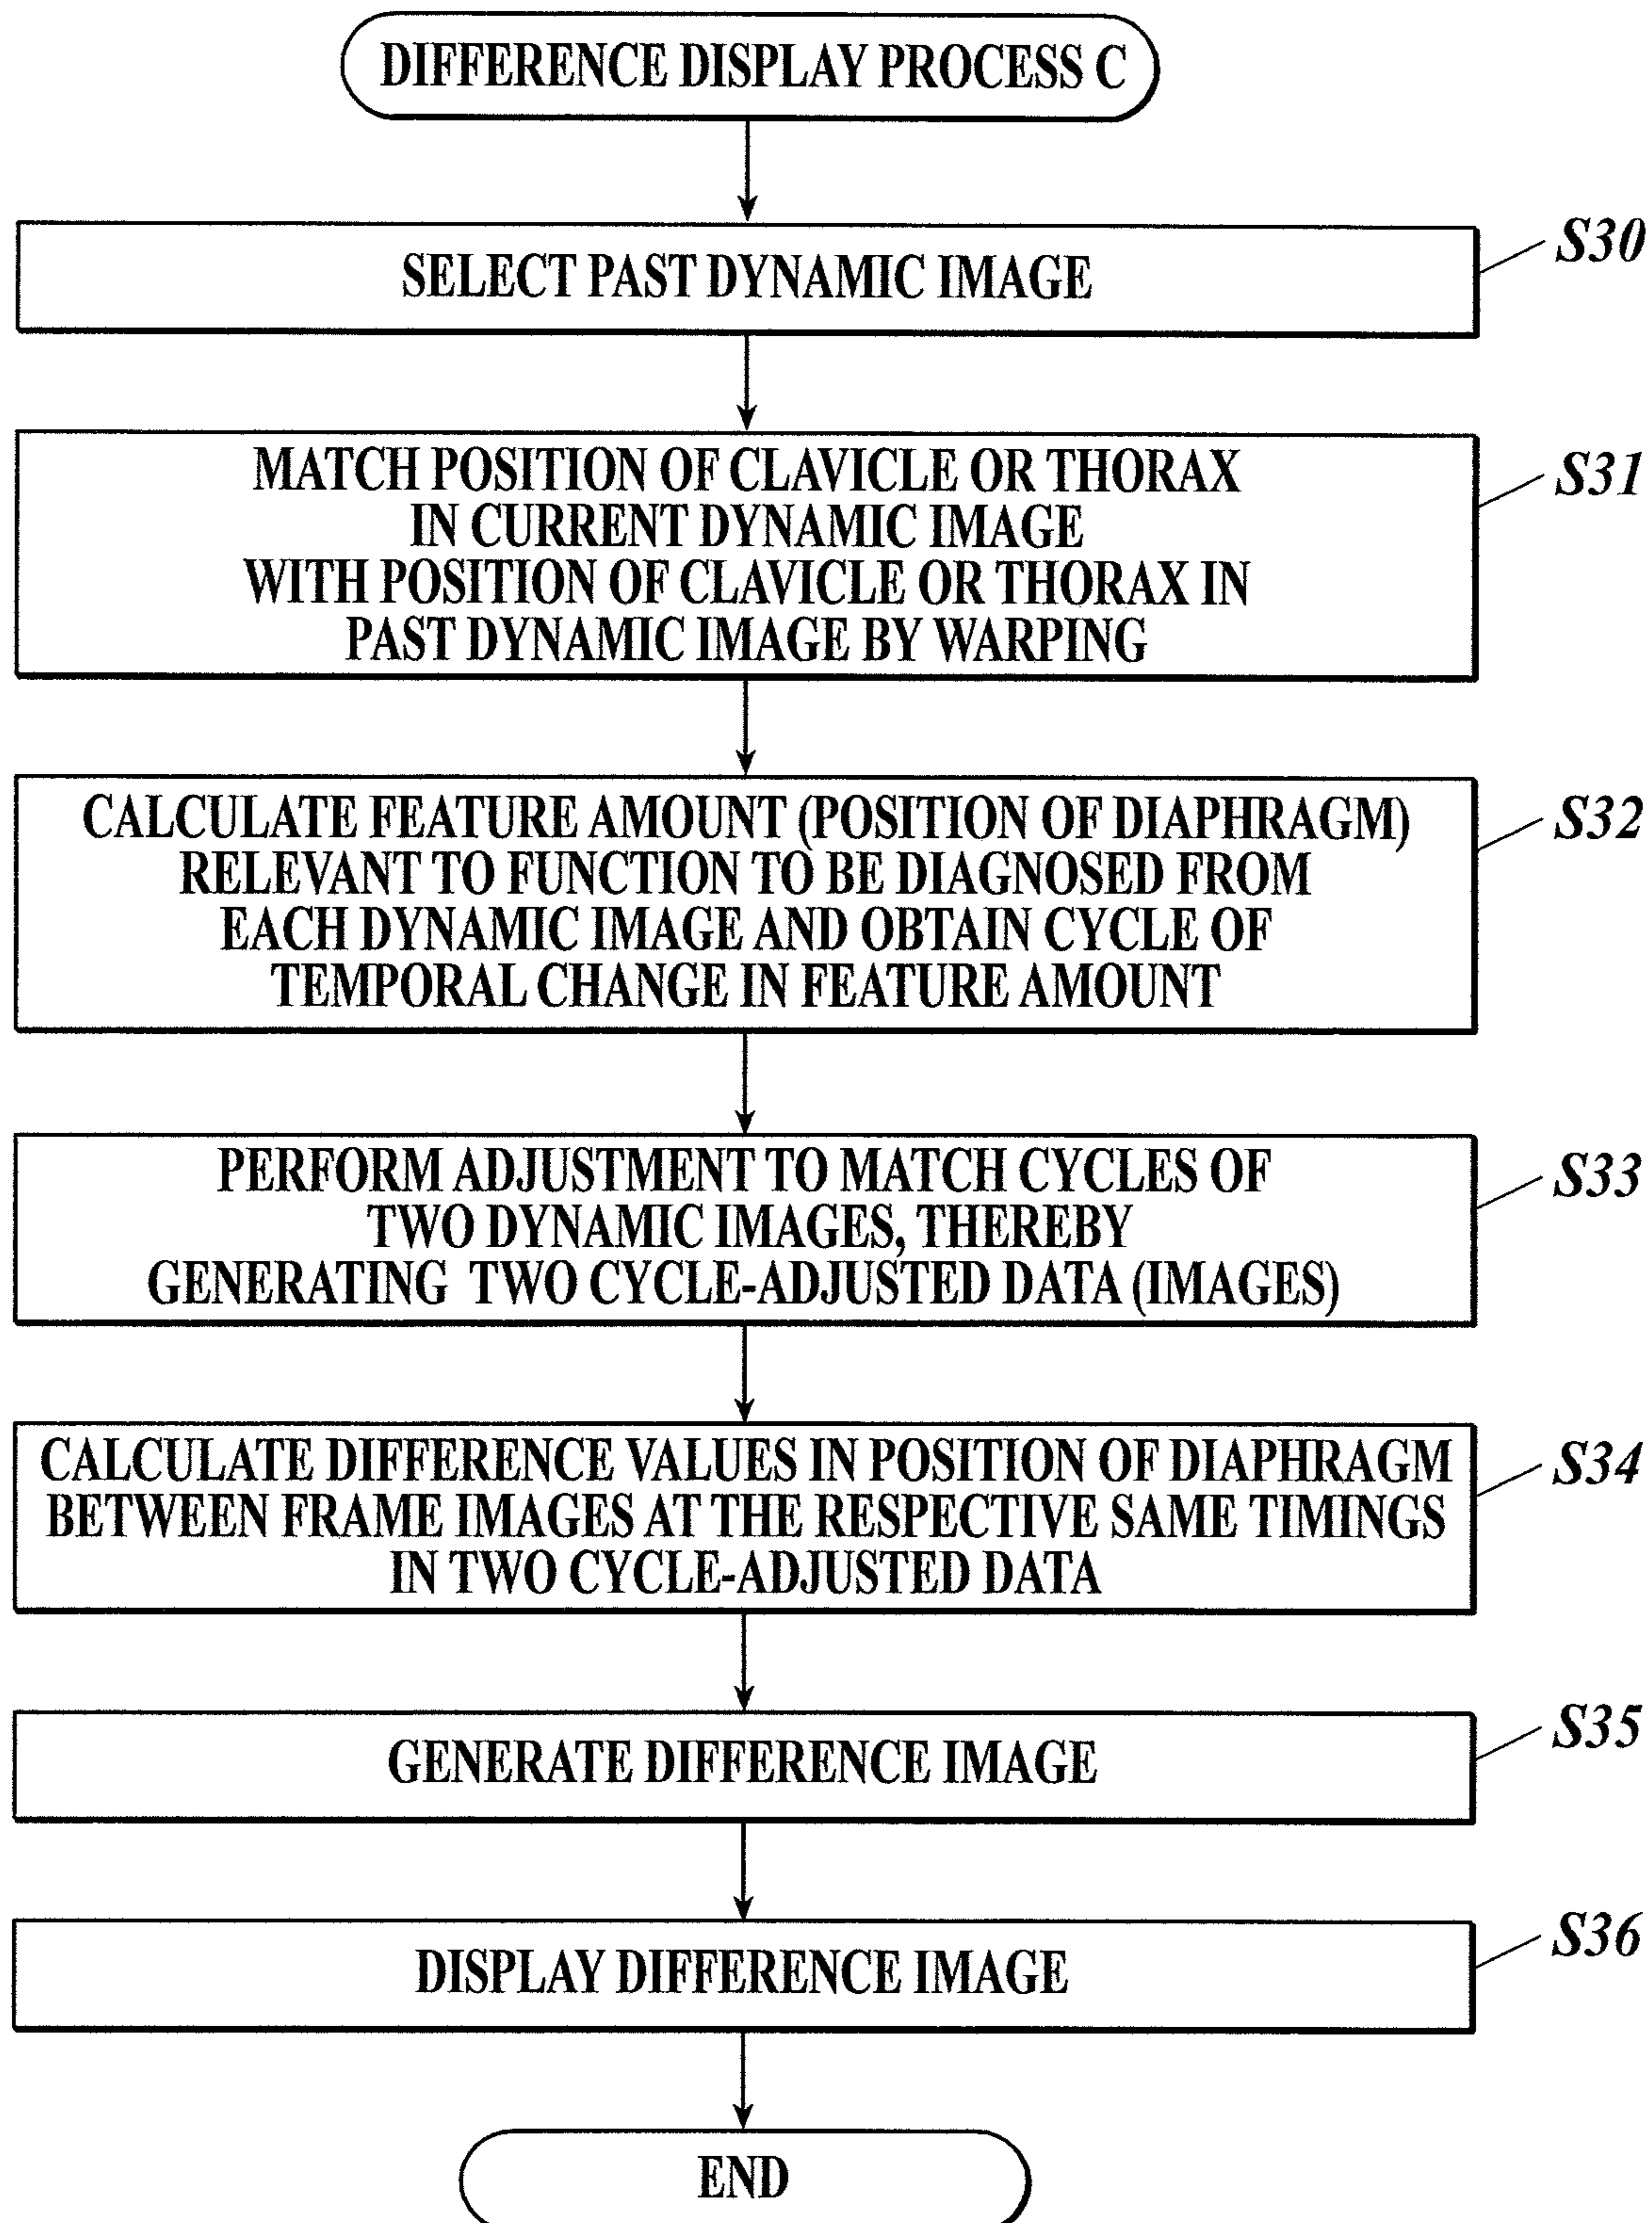 DIFFERENCE DISPLAY PROCESS C
SELECT PAST DYNAMIC IMAGE
S30
MATCH POSITION OF CLAVICLE OR THORAX
IN CURRENT DYNAMIC IMAGE
WITH POSITION OF CLAVICLE OR THORAX IN
PAST DYNAMIC IMAGE BY WARPING
S31
CALCULATE FEATURE AMOUNT (POSITION OF DIAPHRAGM)
RELEVANT TO FUNCTION TO BE DIAGNOSED FROM
EACH DYNAMIC IMAGE AND OBTAIN CYCLE OF
TEMPORAL CHANGE IN FEATURE AMOUNT
S32
PERFORM ADJUSTMENT TO MATCH CYCLES OF
TWO DYNAMIC IMAGES, THEREBY
GENERATING TWO CYCLE-ADJUSTED DATA (IMAGES)
S33
CALCULATE DIFFERENCE VALUES IN POSITION OF DIAPHRAGM
BETWEEN FRAME IMAGES AT THE RESPECTIVE SAME TIMINGS
IN TWO CYCLE-ADJUSTED DATA
S34
GENERATE DIFFERENCE IMAGE
S35
DISPLAY DIFFERENCE IMAGE
S36
END